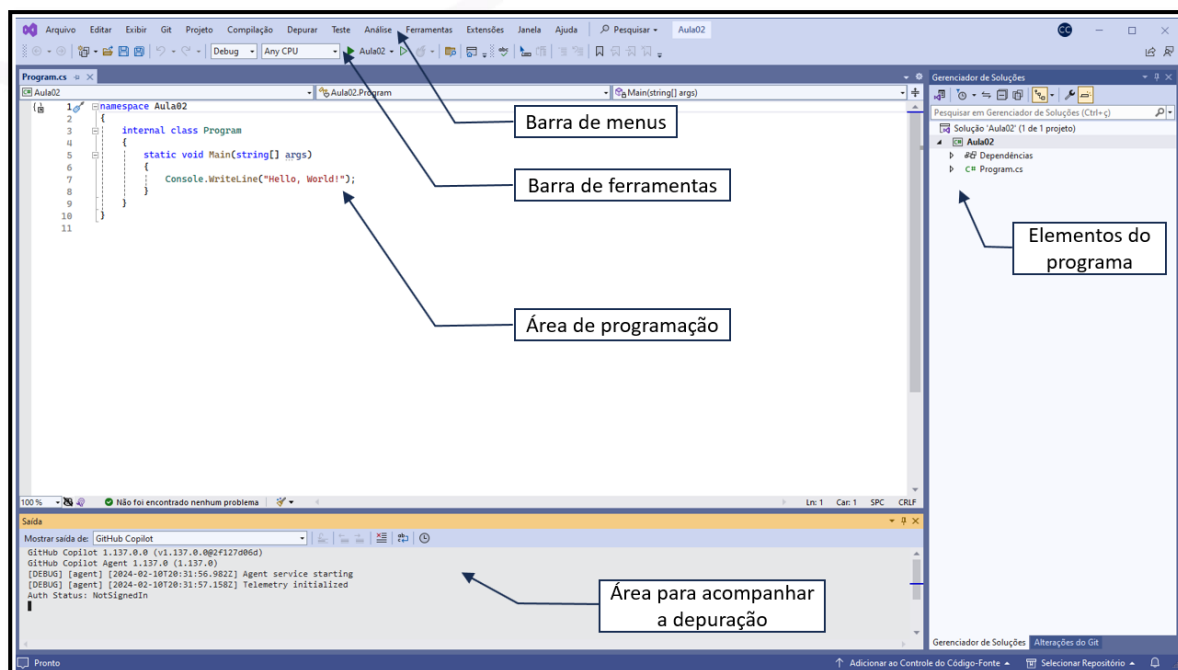 Arquivo Editar Exibir Git Projeto Compilação Depurar Teste Análise Ferramentas Extensões Janela Ajuda Pesquisar Aula02 CC
Debug Any CPU Aula02
Program.cs
Aula02 Aula02.Program Main(string[] args)
1 namespace Aula02
2 {
3 internal class Program
4 {
5 static void Main(string[] args)
6 {
7 Console.WriteLine("Hello, World!");
8 }
9 }
10 }
11
Barra de menus
Barra de ferramentas
Área de programação
100 % Não foi encontrado nenhum problema Ln: 1 Car: 1 SPC CRLF
Saída
Mostrar saída de: GitHub Copilot
GitHub Copilot 1.137.0.0 (v1.137.0.0@2f127d06d)
GitHub Copilot Agent 1.137.0 (1.137.0)
[DEBUG] [agent] [2024-02-10T20:31:56.982Z] Agent service starting
[DEBUG] [agent] [2024-02-10T20:31:57.158Z] Telemetry initialized
Auth Status: NotSignedIn
Área para acompanhar
a depuração
Gerenciador de Soluções
Pesquisar em Gerenciador de Soluções (Ctrl+ç)
Solução 'Aula02' (1 de 1 projeto)
C# Aula02
Dependências
C# Program.cs
Elementos do
programa
Gerenciador de Soluções Alterações do Git
Pronto Adicionar ao Controle do Código-Fonte Selecionar Repositório